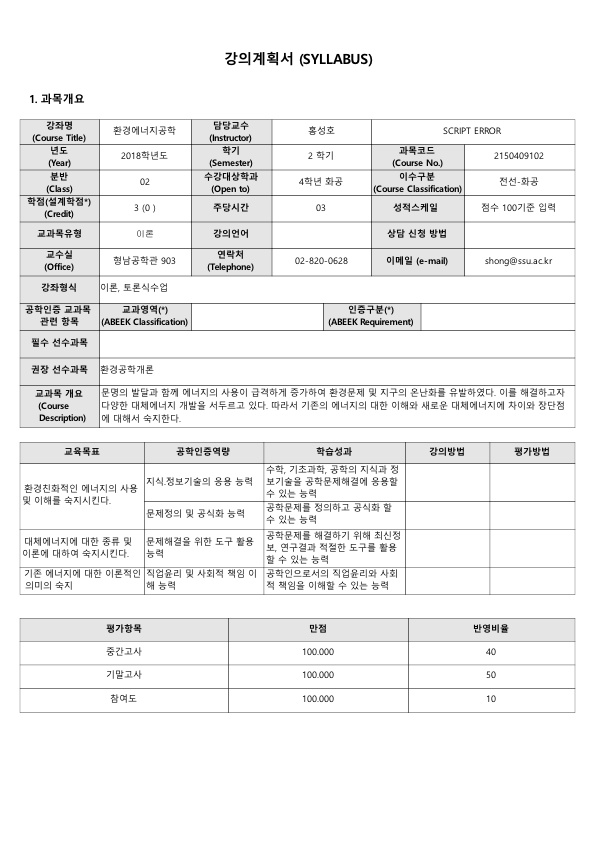 강의계획서 (SYLLABUS)
1. 과목개요
강좌명 (Course Title) 환경에너지공학 담당교수 (Instructor) 홍성호 SCRIPT ERROR
년도 (Year) 2018학년도 학기 (Semester) 2 학기 과목코드 (Course No.) 2150409102
분반 (Class) 02 수강대상학과 (Open to) 4학년 화공 이수구분 (Course Classification) 전선-화공
학점(설계학점*) (Credit) 3 (0 ) 주당시간 03 성적스케일 점수 100기준 입력
교과목유형 이론 강의언어 상담 신청 방법
교수실 (Office) 형남공학관 903 연락처 (Telephone) 02-820-0628 이메일 (e-mail) shong@ssu.ac.kr
강좌형식 이론, 토론식수업
공학인증 교과목 관련 항목 교과영역(*) (ABEEK Classification) 인증구분(*) (ABEEK Requirement)
필수 선수과목
권장 선수과목 환경공학개론
교과목 개요 (Course Description)
문명의 발달과 함께 에너지의 사용이 급격하게 증가하여 환경문제 및 지구의 온난화를 유발하였다. 이를 해결하고자
다양한 대체에너지 개발을 서두르고 있다. 따라서 기존의 에너지의 대한 이해와 새로운 대체에너지에 차이와 장단점
에 대해서 숙지한다.
교육목표 공학인증역량 학습성과 강의방법 평가방법
환경친화적인 에너지의 사용
및 이해를 숙지시킨다.
지식.정보기술의 응용 능력
수학, 기초과학, 공학의 지식과 정
보기술을 공학문제해결에 응용할
수 있는 능력
문제정의 및 공식화 능력
공학문제를 정의하고 공식화 할
수 있는 능력
대체에너지에 대한 종류 및
이론에 대하여 숙지시킨다.
문제해결을 위한 도구 활용
능력
공학문제를 해결하기 위해 최신정
보, 연구결과 적절한 도구를 활용
할 수 있는 능력
기존 에너지에 대한 이론적인
의미의 숙지
직업윤리 및 사회적 책임 이
해 능력
공학인으로서의 직업윤리와 사회
적 책임을 이해할 수 있는 능력
평가항목 만점 반영비율
중간고사 100.000 40
기말고사 100.000 50
참여도 100.000 10